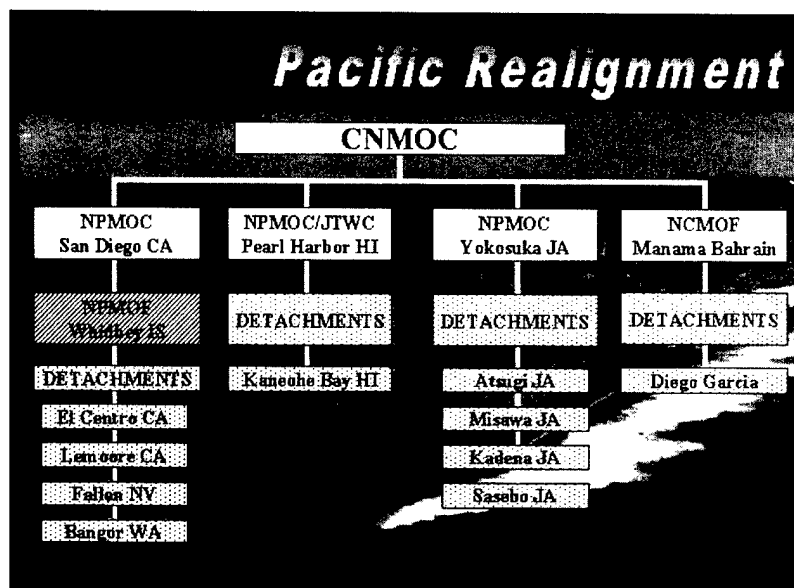 Pacific Realignment
CNMOC
NPMOC
San Diego CA
NPMOC/JTWC
Pearl Harbor HI
NPMOC
Yokosuka JA
NCMOF
Manama Bahrain
NPMOF
Whidbey IS
DETACHMENTS
DETACHMENTS
DETACHMENTS
DETACHMENTS
El Centro CA
Lemoore CA
Fallon NV
Bangor WA
Kaneohe Bay HI
Atsugi JA
Misawa JA
Kadena JA
Sasebo JA
Diego Garcia